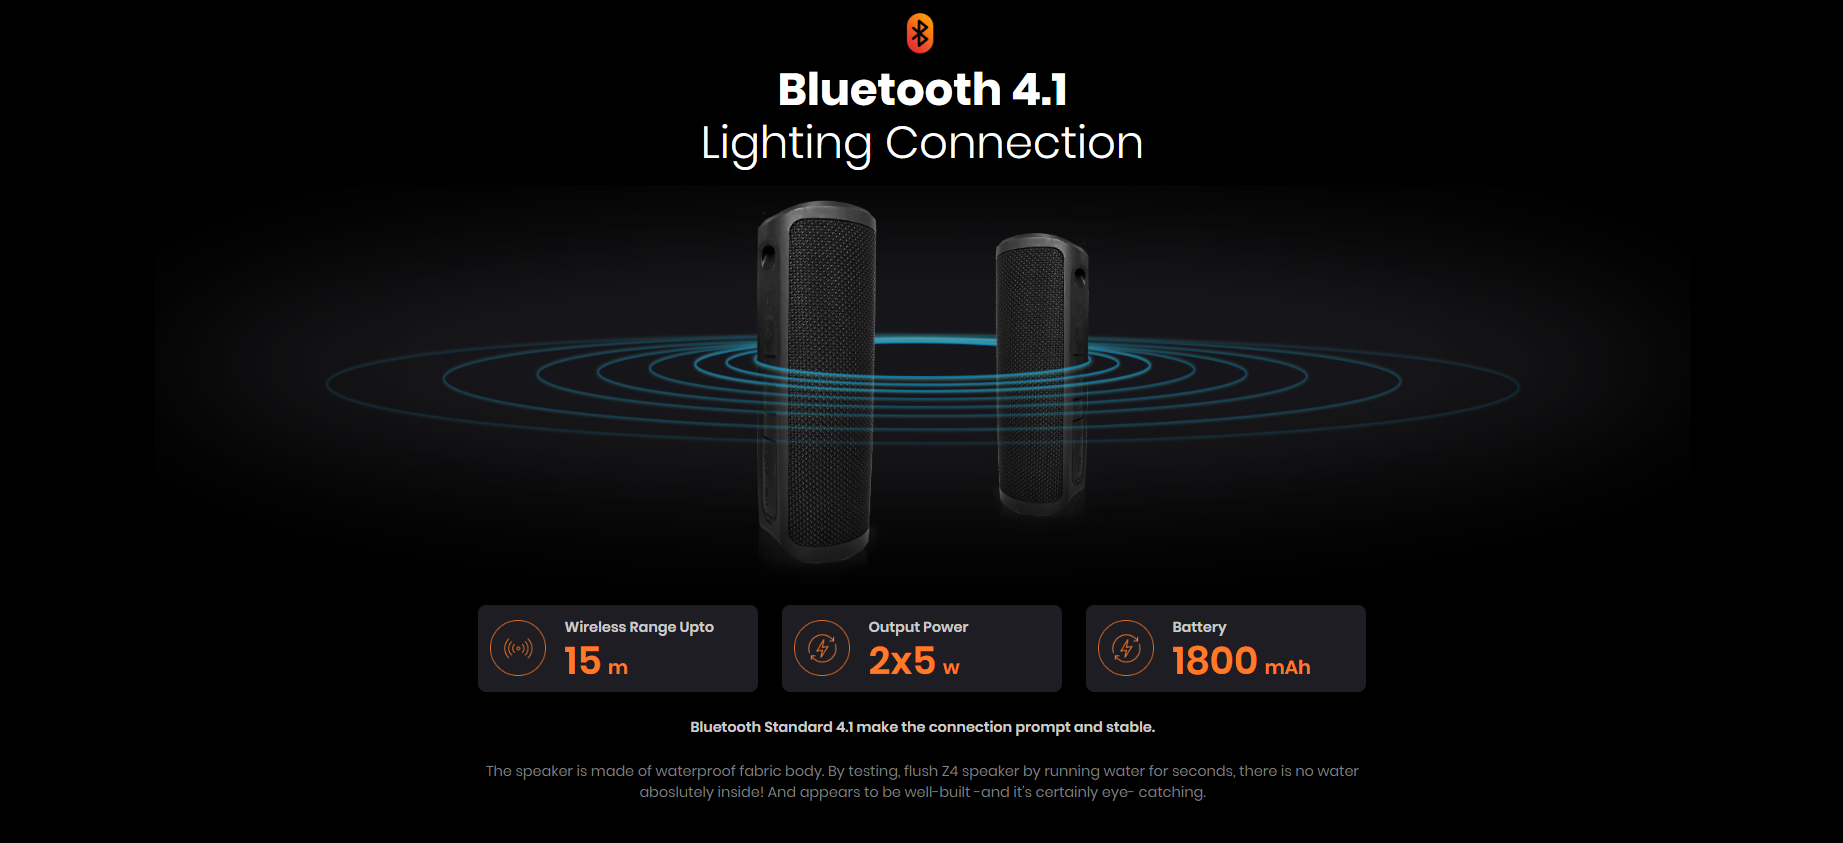 Bluetooth 4.1
Lighting Connection
Wireless Range Upto
15 m
Output Power
2x5 w
Battery
1800 mAh
Bluetooth Standard 4.1 make the connection prompt and stable.
The speaker is made of waterproof fabric body. By testing, flush Z4 speaker by running water for seconds, there is no water
aboslutely inside! And appears to be well-built -and it's certainly eye- catching.